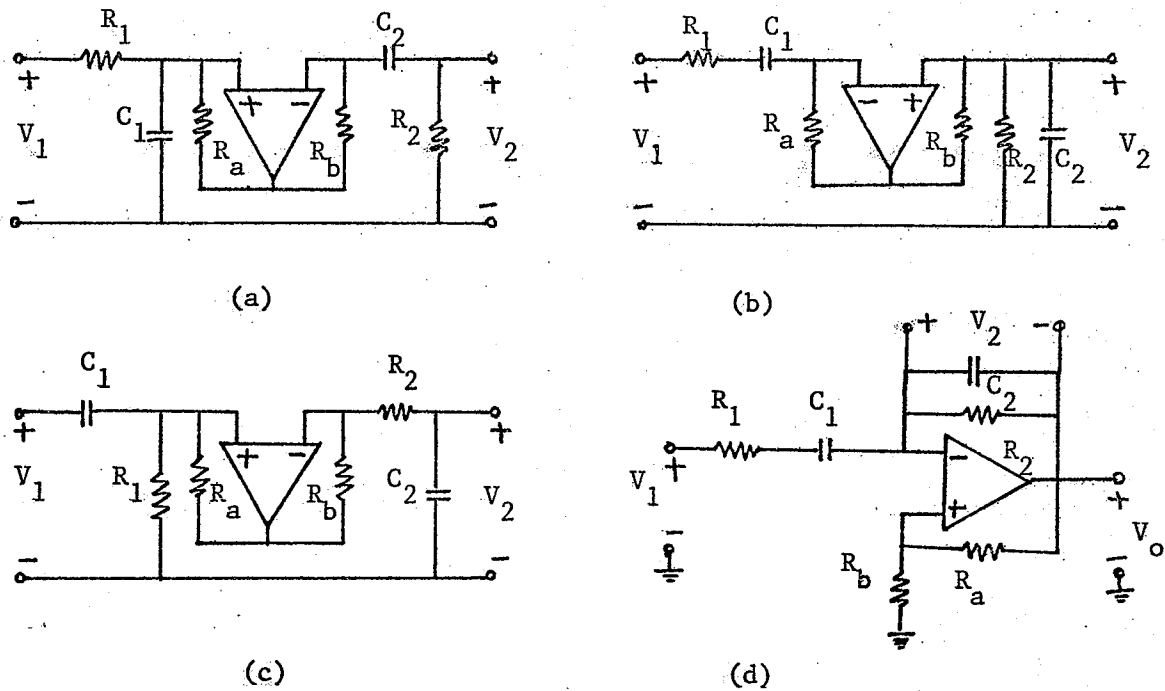 R1 C2
+ + - +
V1 C1 Ra Rb R2 V2
- -
(a)
R1 C1
+ - + +
V1 Ra Rb R2 C2 V2
- -
(b)
C1 R2
+ + - +
V1 R1 Ra Rb C2 V2
- -
(c)
+ V2 -
C2
R1 C1
R2
+ -
V1 +
+ Vo
- Rb Ra -
(d)